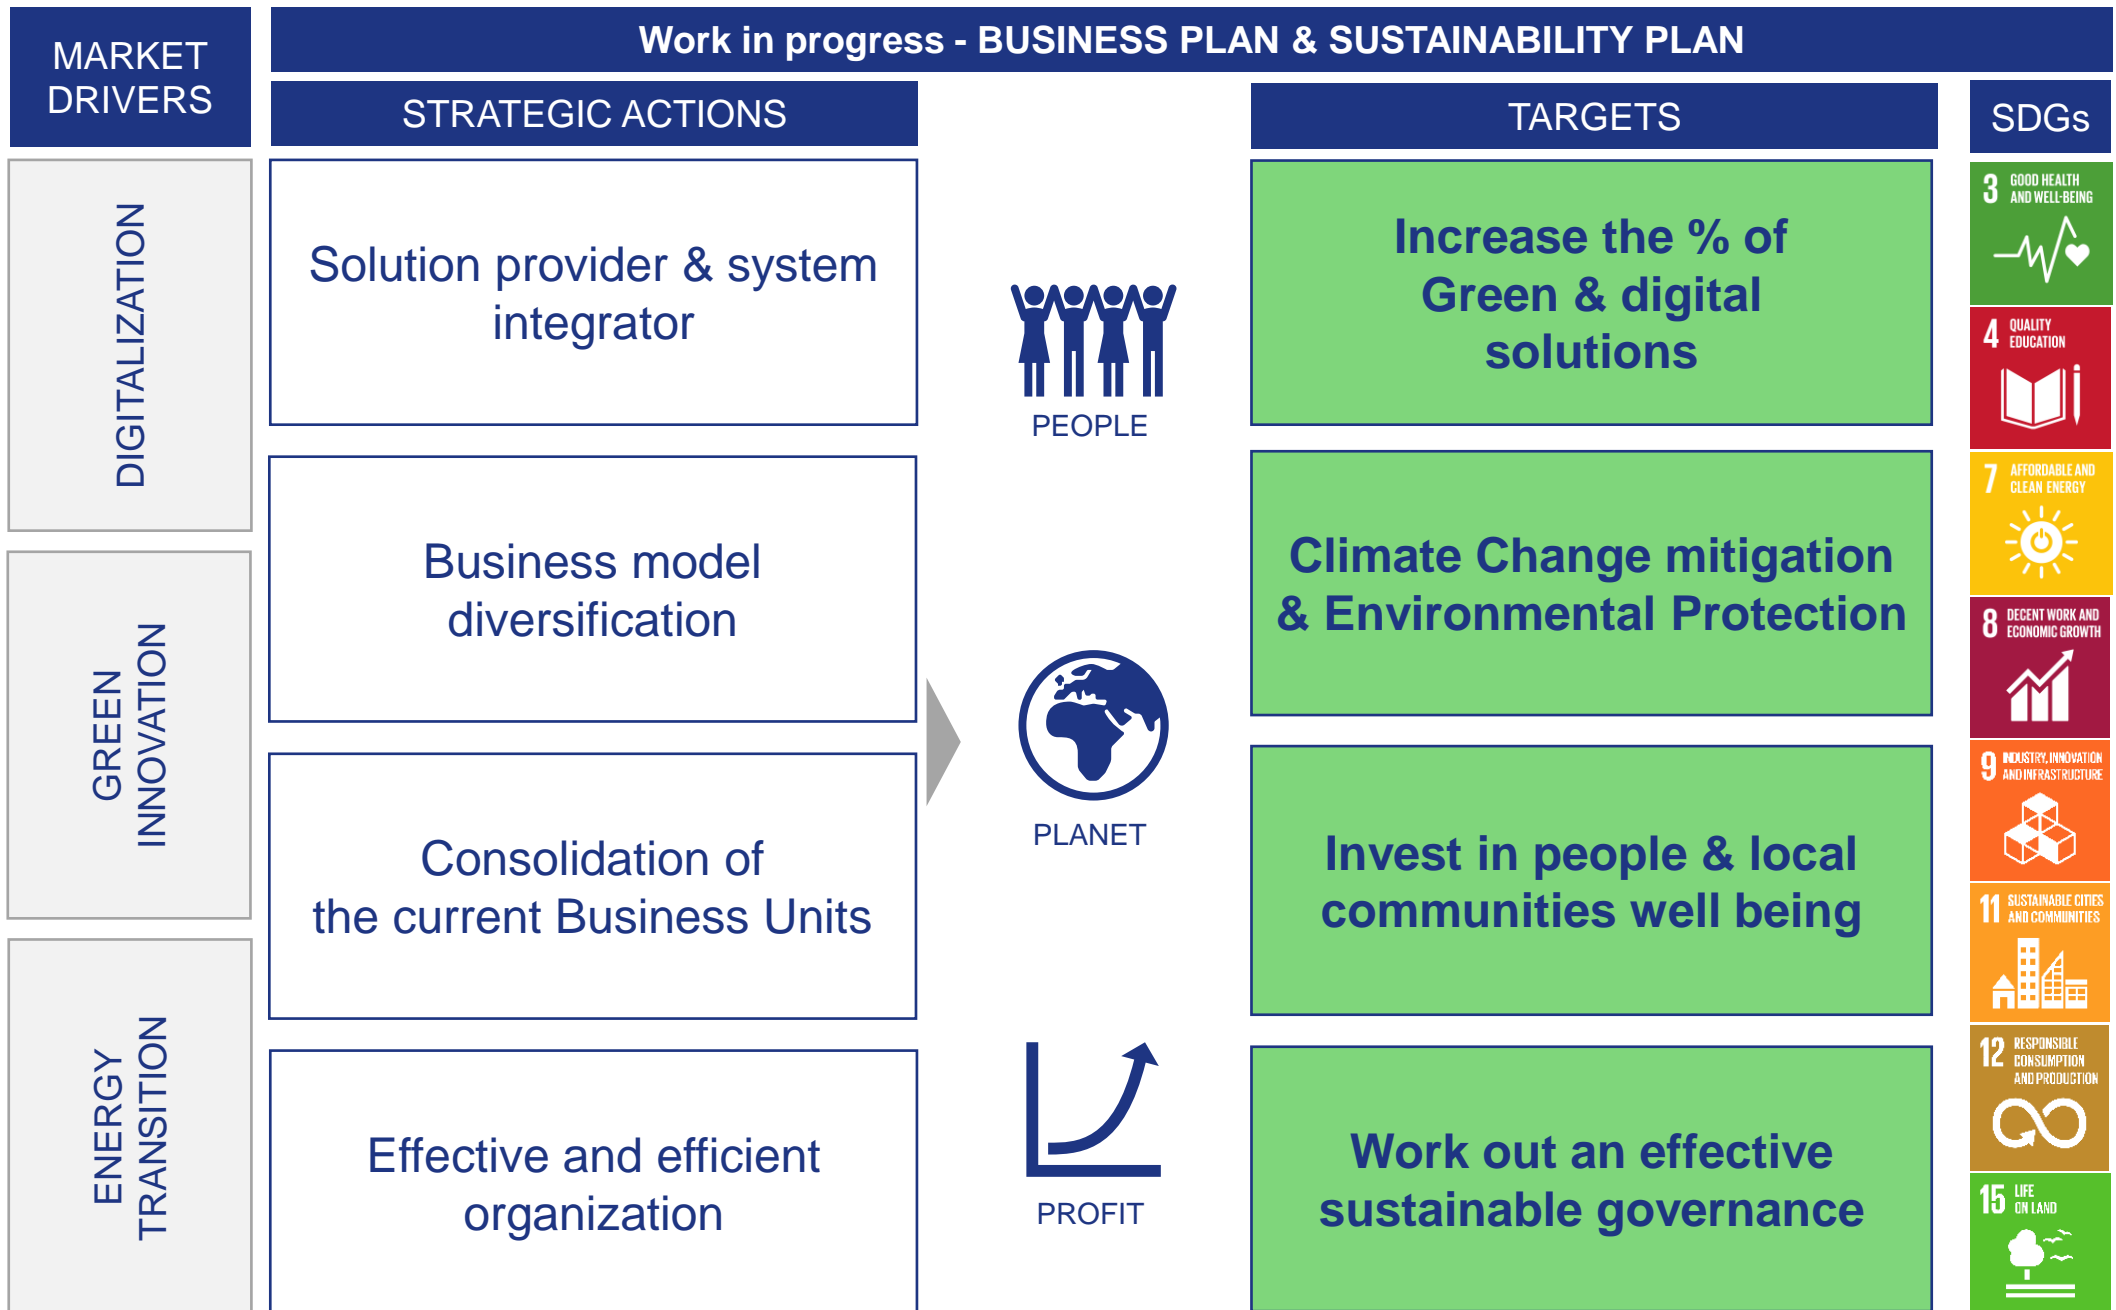 MARKET
DRIVERS
Work in progress - BUSINESS PLAN & SUSTAINABILITY PLAN
STRATEGIC ACTIONS
TARGETS
SDGs
DIGITALIZATION
GREEN
INNOVATION
ENERGY
TRANSITION
Solution provider & system
integrator
Business model
diversification
Consolidation of
the current Business Units
Effective and efficient
organization
PEOPLE
PLANET
PROFIT
Increase the % of
Green & digital
solutions
Climate Change mitigation
& Environmental Protection
Invest in people & local
communities well being
Work out an effective
sustainable governance
3 GOOD HEALTH
AND WELL-BEING
4 QUALITY
EDUCATION
7 AFFORDABLE AND
CLEAN ENERGY
8 DECENT WORK AND
ECONOMIC GROWTH
9 INDUSTRY, INNOVATION
AND INFRASTRUCTURE
11 SUSTAINABLE CITIES
AND COMMUNITIES
12 RESPONSIBLE
CONSUMPTION
AND PRODUCTION
15 LIFE
ON LAND